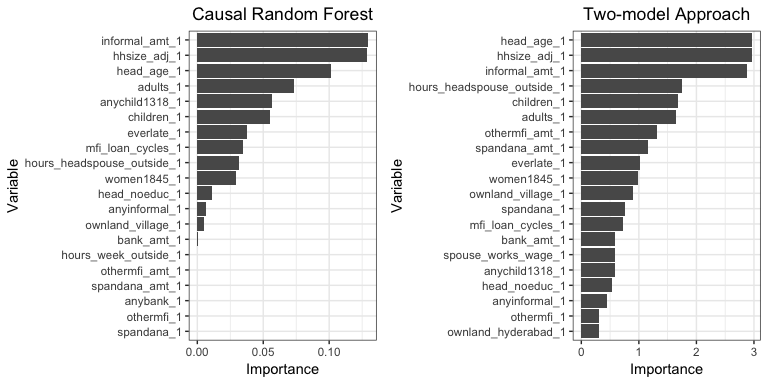 Causal Random Forest
informal_amt_1
hhsize_adj_1
head_age_1
adults_1
anychild1318_1
children_1
everlate_1
mfi_loan_cycles_1
hours_headspouse_outside_1
women1845_1
head_noeduc_1
anyinformal_1
ownland_village_1
bank_amt_1
hours_week_outside_1
othermfi_amt_1
spandana_amt_1
anybank_1
othermfi_1
spandana_1
Variable
0.00 0.05 0.10
Importance
Two-model Approach
head_age_1
hhsize_adj_1
informal_amt_1
hours_headspouse_outside_1
children_1
adults_1
othermfi_amt_1
spandana_amt_1
everlate_1
women1845_1
ownland_village_1
spandana_1
mfi_loan_cycles_1
bank_amt_1
spouse_works_wage_1
anychild1318_1
head_noeduc_1
anyinformal_1
othermfi_1
ownland_hyderabad_1
Variable
0 1 2 3
Importance